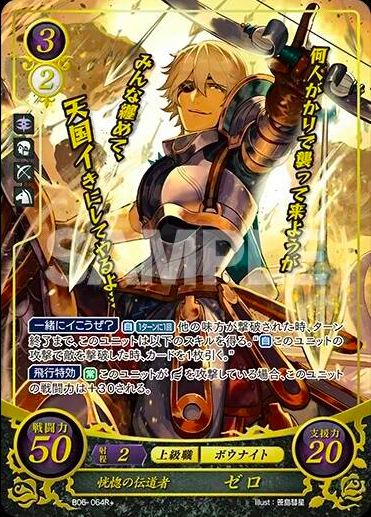 3
2
何人がかりで襲って来ようが
みんな纏めて、
天国イきにしてやるよ…
SAMPLE
一緒にイこうぜ? 自 1ターンに1回 他の味方が撃破された時、ターン
終了まで、このユニットは以下のスキルを得る。“自このユニットの
攻撃で敵を撃破した時、カードを1枚引く。”
飛行特効 常 このユニットが を攻撃している場合、このユニット
の戦闘力は+30される。
戦闘力
50
射程 2 上級職 ボウナイト
支援力
20
恍惚の伝道者 ゼロ
B06-064R+ Illust:笹島彗星